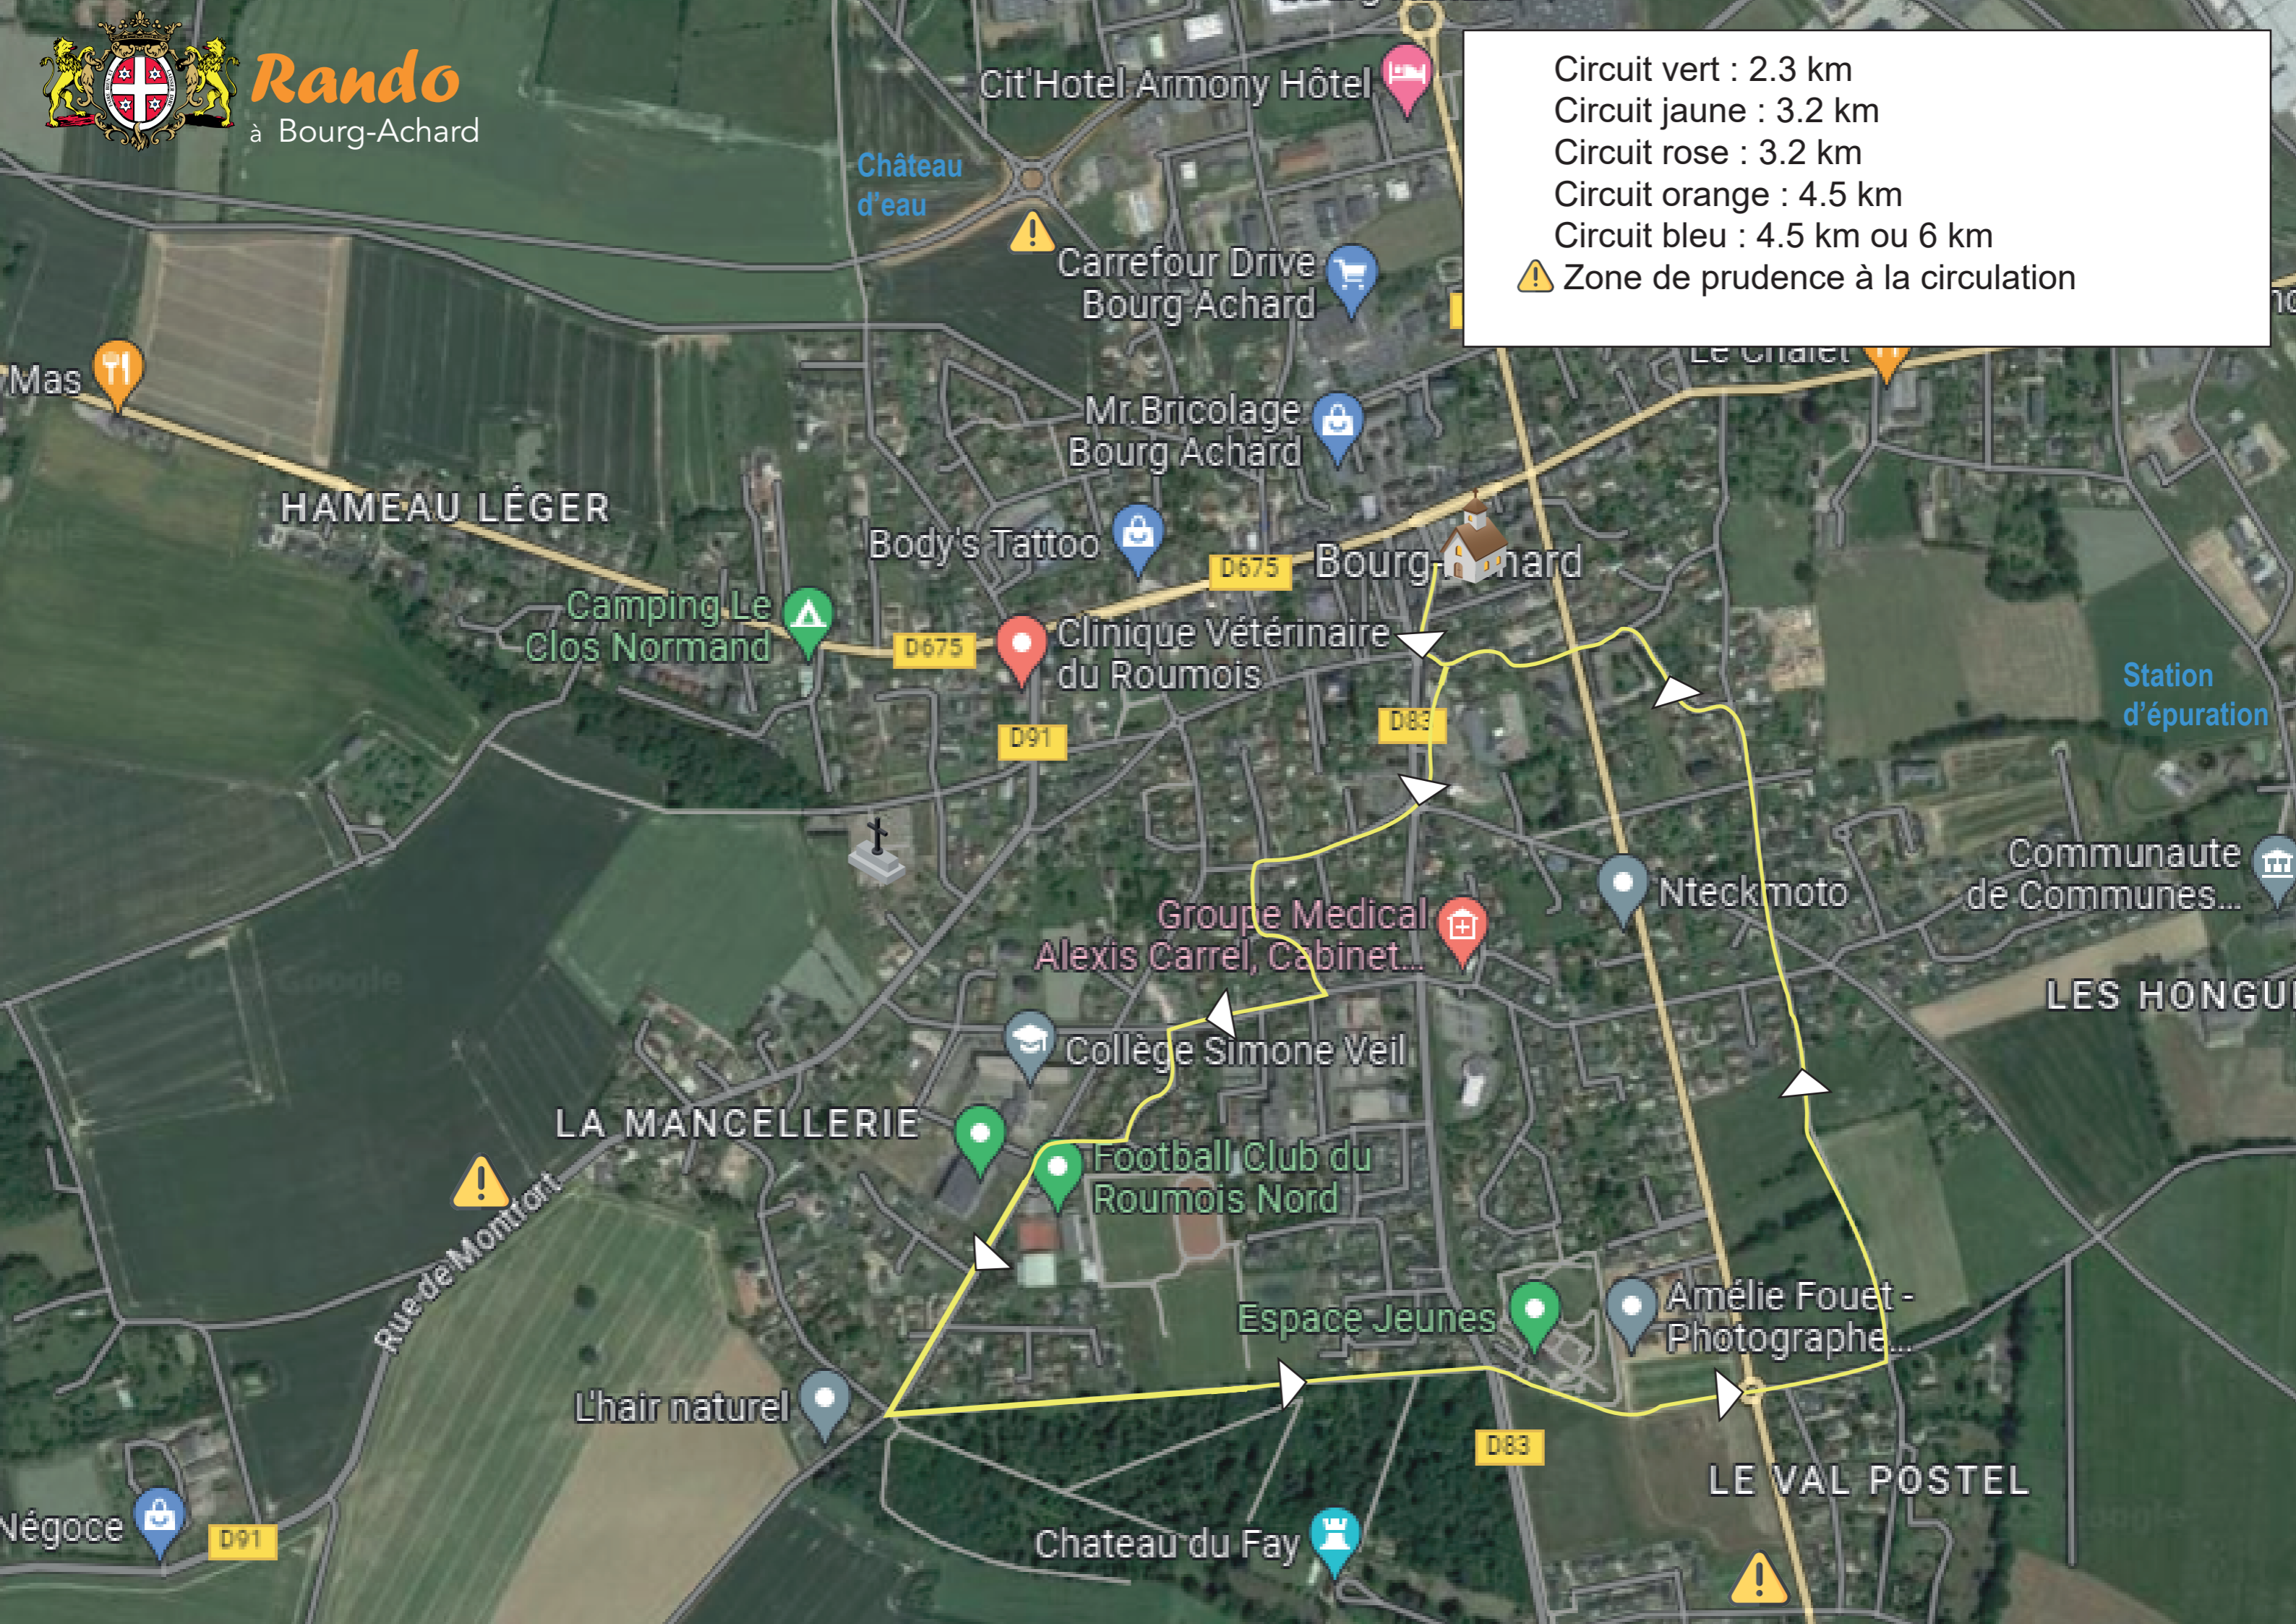 Rando
à Bourg-Achard
Circuit vert : 2.3 km
Circuit jaune : 3.2 km
Circuit rose : 3.2 km
Circuit orange : 4.5 km
Circuit bleu : 4.5 km ou 6 km
Zone de prudence à la circulation
Cit'Hotel Armony Hôtel
Château
d'eau
Carrefour Drive
Bourg Achard
Le Chalet
Mas
Mr.Bricolage
Bourg Achard
HAMEAU LÉGER
Body's Tattoo
D675
Camping Le
Clos Normand
D675
Clinique Vétérinaire
du Roumois
Station
d'épuration
D91
D83
Communaute
de Communes...
Nteckmoto
Groupe Medical
Alexis Carrel, Cabinet...
Google
LES HONGU
Collège Simone Veil
LA MANCELLERIE
Football Club du
Roumois Nord
Rue de Montfort
Espace Jeunes
Amélie Fouet -
Photographe...
L'hair naturel
D83
LE VAL POSTEL
Négoce
D91
Chateau du Fay